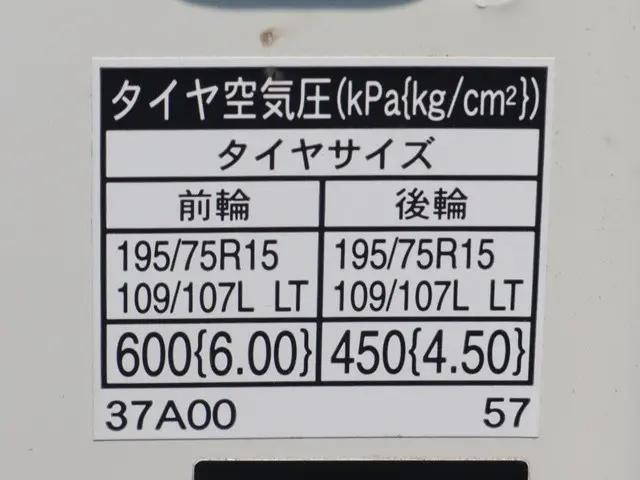 タイヤ空気圧(kPa{kg/cm²})
タイヤサイズ
前輪 後輪
195/75R15 195/75R15
109/107L LT 109/107L LT
600{6.00} 450{4.50}
37A00 57